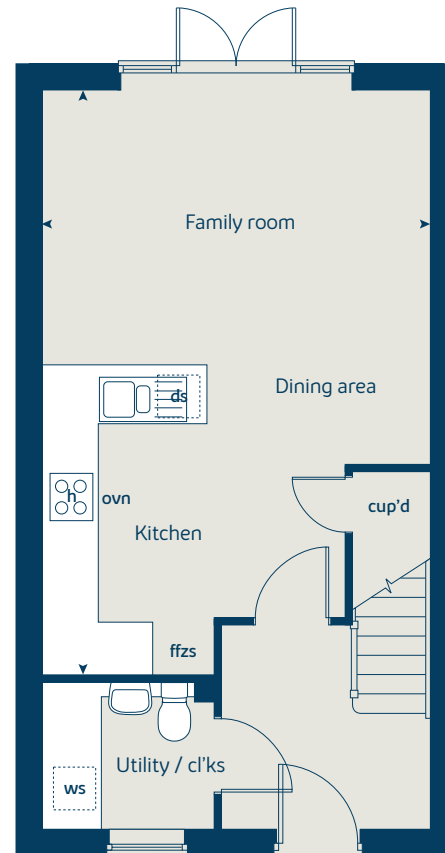 Family room
Dining area
ds
h
ovn
cup'd
Kitchen
ffzs
Utility / cl'ks
ws